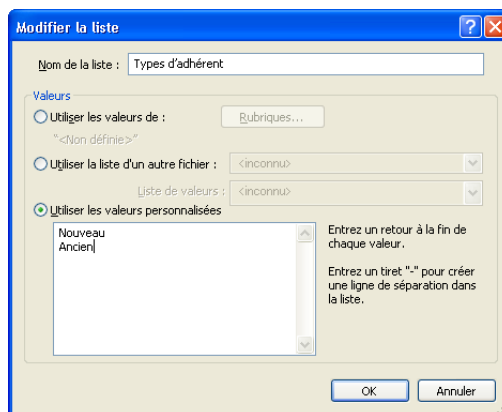 Modifier la liste
Nom de la liste : Types d'adhérent
Valeurs
Utiliser les valeurs de : Rubriques...
"<Non définie>"
Utiliser la liste d'un autre fichier : <inconnu>
Liste de valeurs : <inconnu>
Utiliser les valeurs personnalisées
Nouveau
Ancien
Entrez un retour à la fin de
chaque valeur.
Entrez un tiret "-" pour créer
une ligne de séparation dans
la liste.
OK Annuler